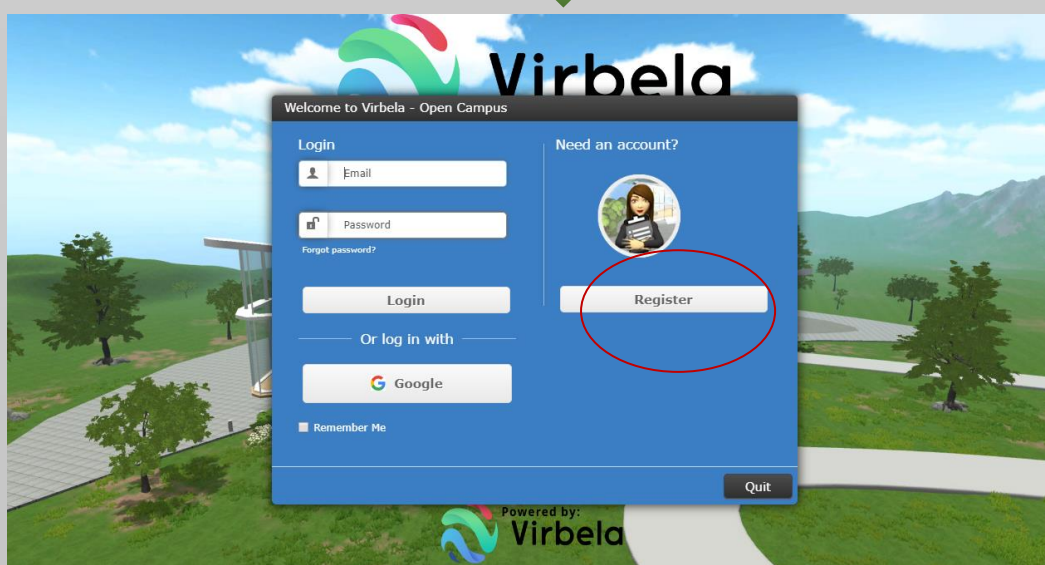 Virbela
Welcome to Virbela - Open Campus
Login
Email
Password
Forgot password?
Login
Or log in with
Google
Remember Me
Need an account?
Register
Quit
Powered by:
Virbela